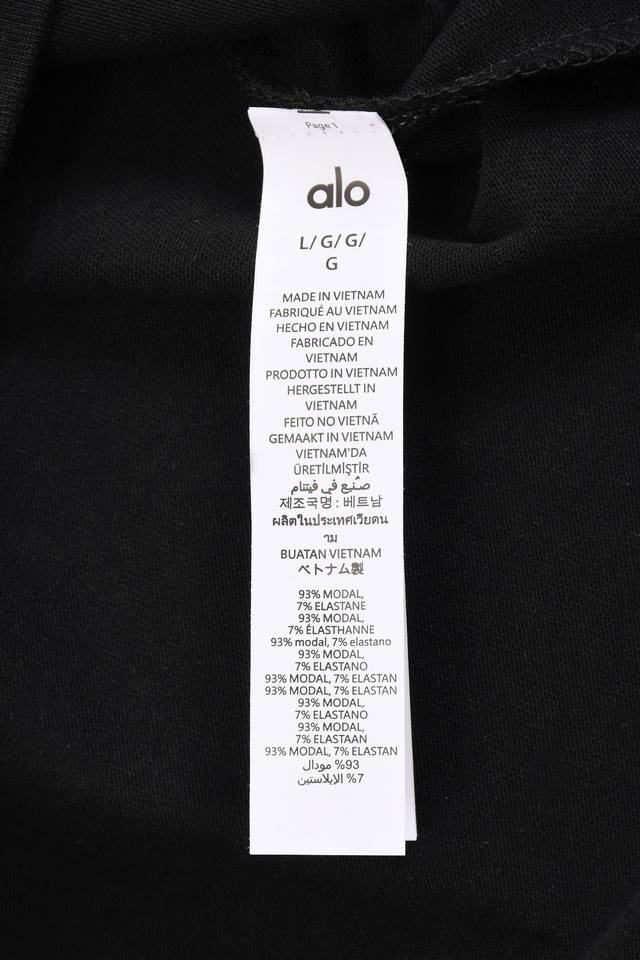 Page 1
alo
L/ G/ G/
G
MADE IN VIETNAM
FABRIQUÉ AU VIETNAM
HECHO EN VIETNAM
FABRICADO EN
VIETNAM
PRODOTTO IN VIETNAM
HERGESTELLT IN
VIETNAM
FEITO NO VIETNÃ
GEMAAKT IN VIETNAM
VIETNAM'DA
ÜRETİLMİŞTİR
صُنِع في فيتنام
제조국명 : 베트남
ผลิตในประเทศเวียดน
าม
BUATAN VIETNAM
ベトナム製
93% MODAL,
7% ELASTANE
93% MODAL,
7% ÉLASTHANNE
93% modal, 7% elastano
93% MODAL,
7% ELASTANO
93% MODAL, 7% ELASTAN
93% MODAL, 7% ELASTAN
93% MODAL,
7% ELASTANO
93% MODAL,
7% ELASTAAN
93% MODAL, 7% ELASTAN
93% مودال
7% الإيلاستين